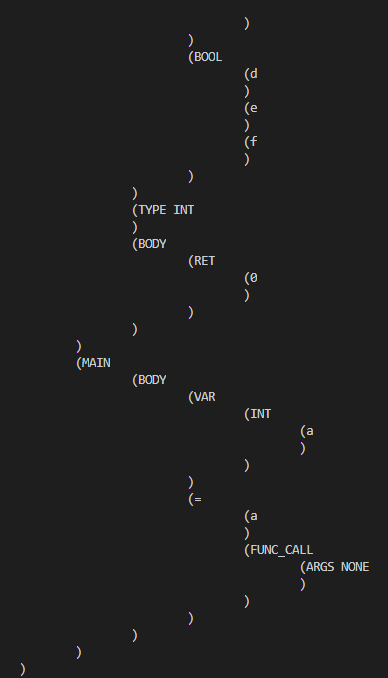 )
)
(BOOL
(d
)
(e
)
(f
)
)
)
(TYPE INT
)
(BODY
(RET
(0
)
)
)
)
(MAIN
(BODY
(VAR
(INT
(a
)
)
)
(=
(a
)
(FUNC_CALL
(ARGS NONE
)
)
)
)
)
)